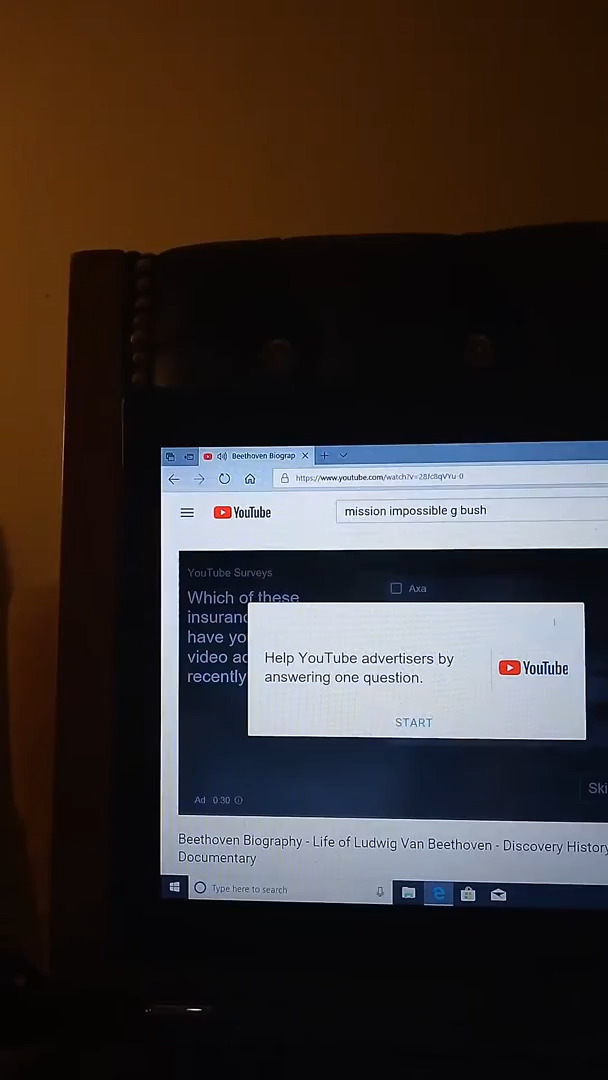 Beethoven Biograp
https://www.youtube.com/watch?v=28Jc8qVYu-0
YouTube
mission impossible g bush
YouTube Surveys
Which of these
insuranc
have yo
video ad
recently
Axa
Help YouTube advertisers by
answering one question.
YouTube
START
Ad 0:30
Ski
Beethoven Biography - Life of Ludwig Van Beethoven - Discovery History
Documentary
Type here to search